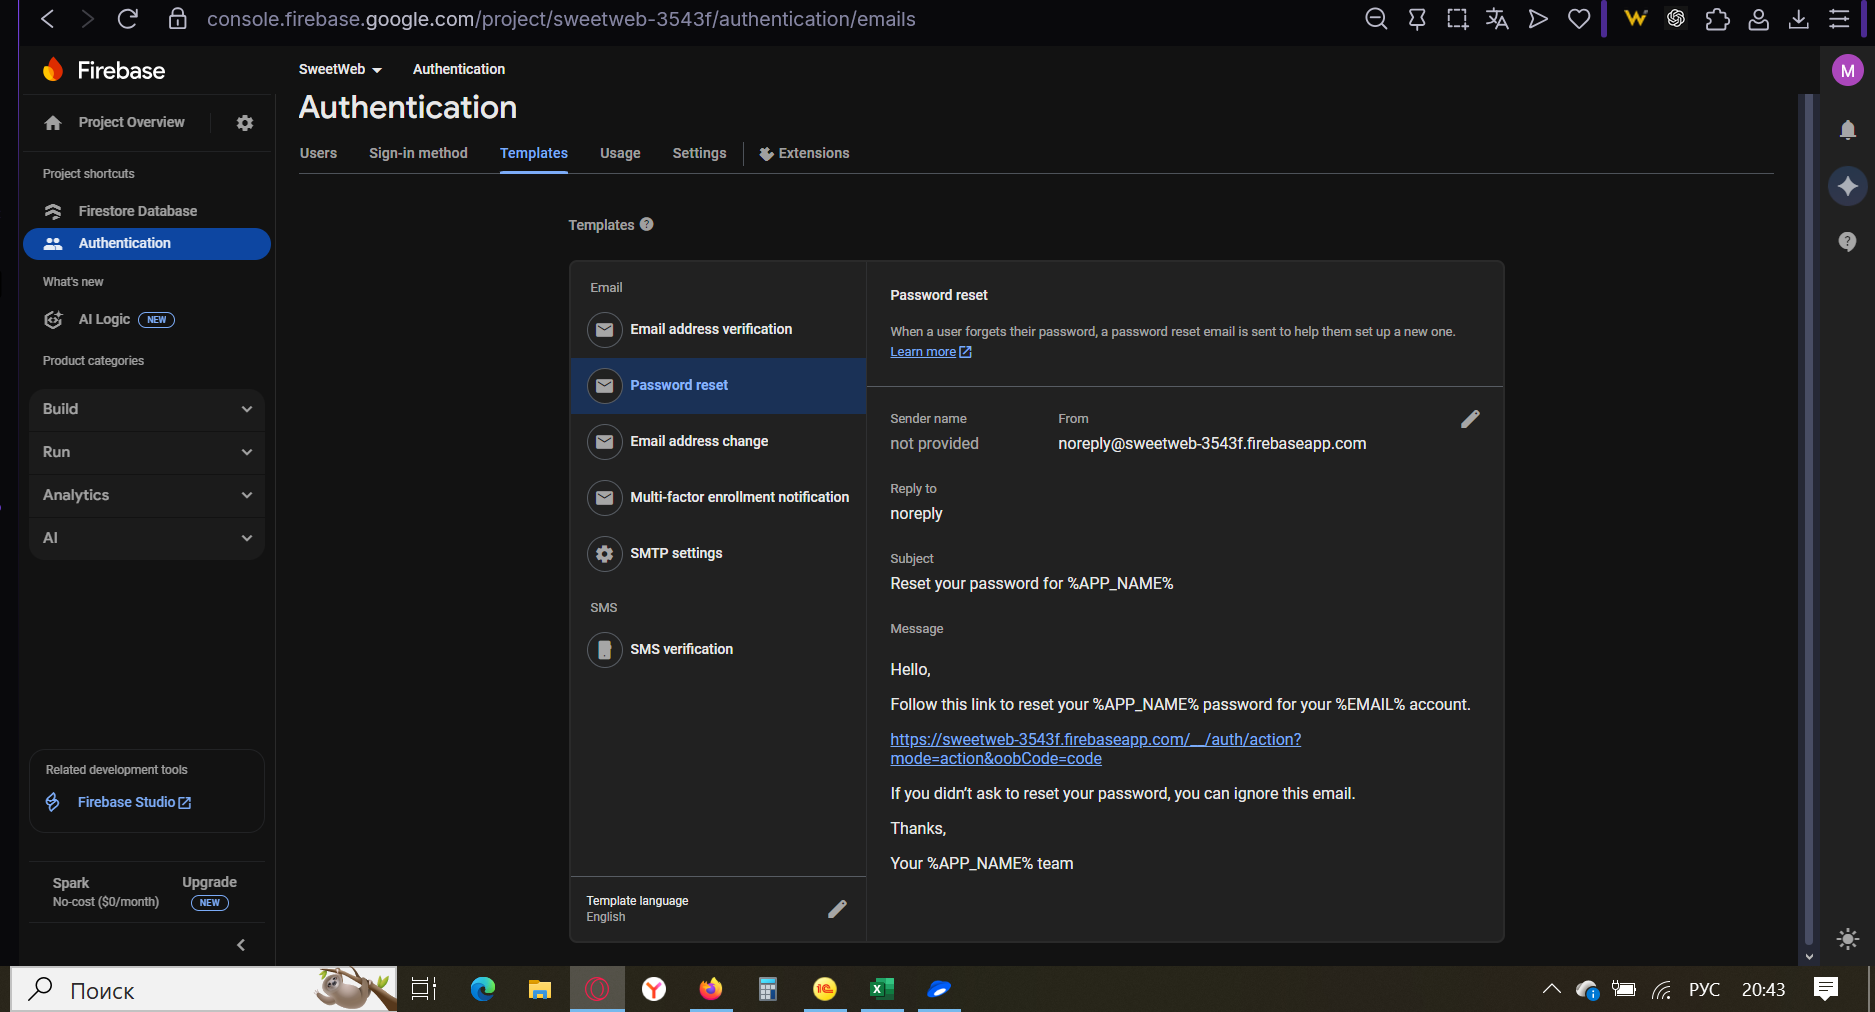 console.firebase.google.com/project/sweetweb-3543f/authentication/emails
Firebase
SweetWeb
Authentication
M
Authentication
Project Overview
Users
Sign-in method
Templates
Usage
Settings
Extensions
Project shortcuts
Firestore Database
Authentication
What's new
AI Logic
NEW
Product categories
Build
Run
Analytics
AI
Related development tools
Firebase Studio
Spark
No-cost ($0/month)
Upgrade
NEW
Templates
Email
Email address verification
Password reset
Email address change
Multi-factor enrollment notification
SMTP settings
SMS
SMS verification
Template language
English
Password reset
When a user forgets their password, a password reset email is sent to help them set up a new one.
Learn more
Sender name
not provided
From
noreply@sweetweb-3543f.firebaseapp.com
Reply to
noreply
Subject
Reset your password for %APP_NAME%
Message
Hello,
Follow this link to reset your %APP_NAME% password for your %EMAIL% account.
https://sweetweb-3543f.firebaseapp.com/__/auth/action?
mode=action&oobCode=code
If you didn't ask to reset your password, you can ignore this email.
Thanks,
Your %APP_NAME% team
Поиск
РУС
20:43